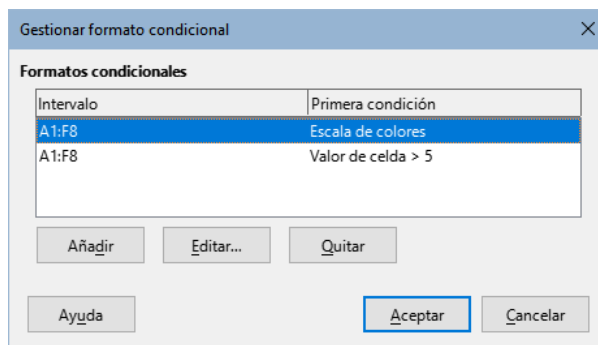 Gestionar formato condicional
Formatos condicionales
Intervalo Primera condición
A1:F8 Escala de colores
A1:F8 Valor de celda > 5
Añadir Editar... Quitar
Ayuda Aceptar Cancelar